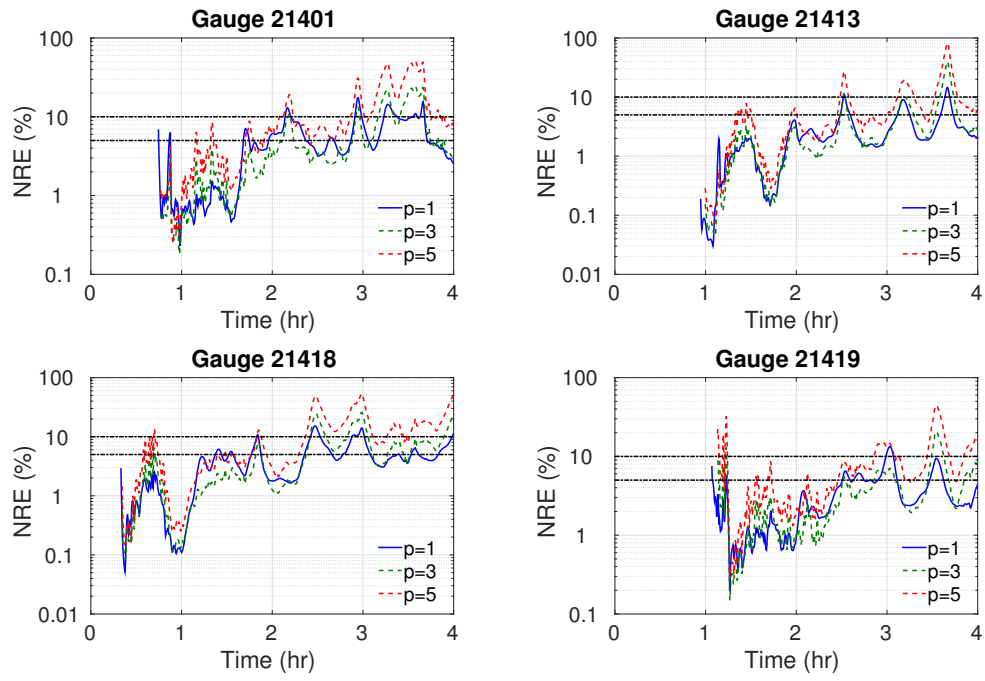 Gauge 21401
NRE (%)
100
10
1
0.1
0 1 2 3 4
Time (hr)
p=1
p=3
p=5
Gauge 21413
NRE (%)
100
10
1
0.1
0.01
0 1 2 3 4
Time (hr)
p=1
p=3
p=5
Gauge 21418
NRE (%)
100
10
1
0.1
0.01
0 1 2 3 4
Time (hr)
p=1
p=3
p=5
Gauge 21419
NRE (%)
100
10
1
0.1
0 1 2 3 4
Time (hr)
p=1
p=3
p=5